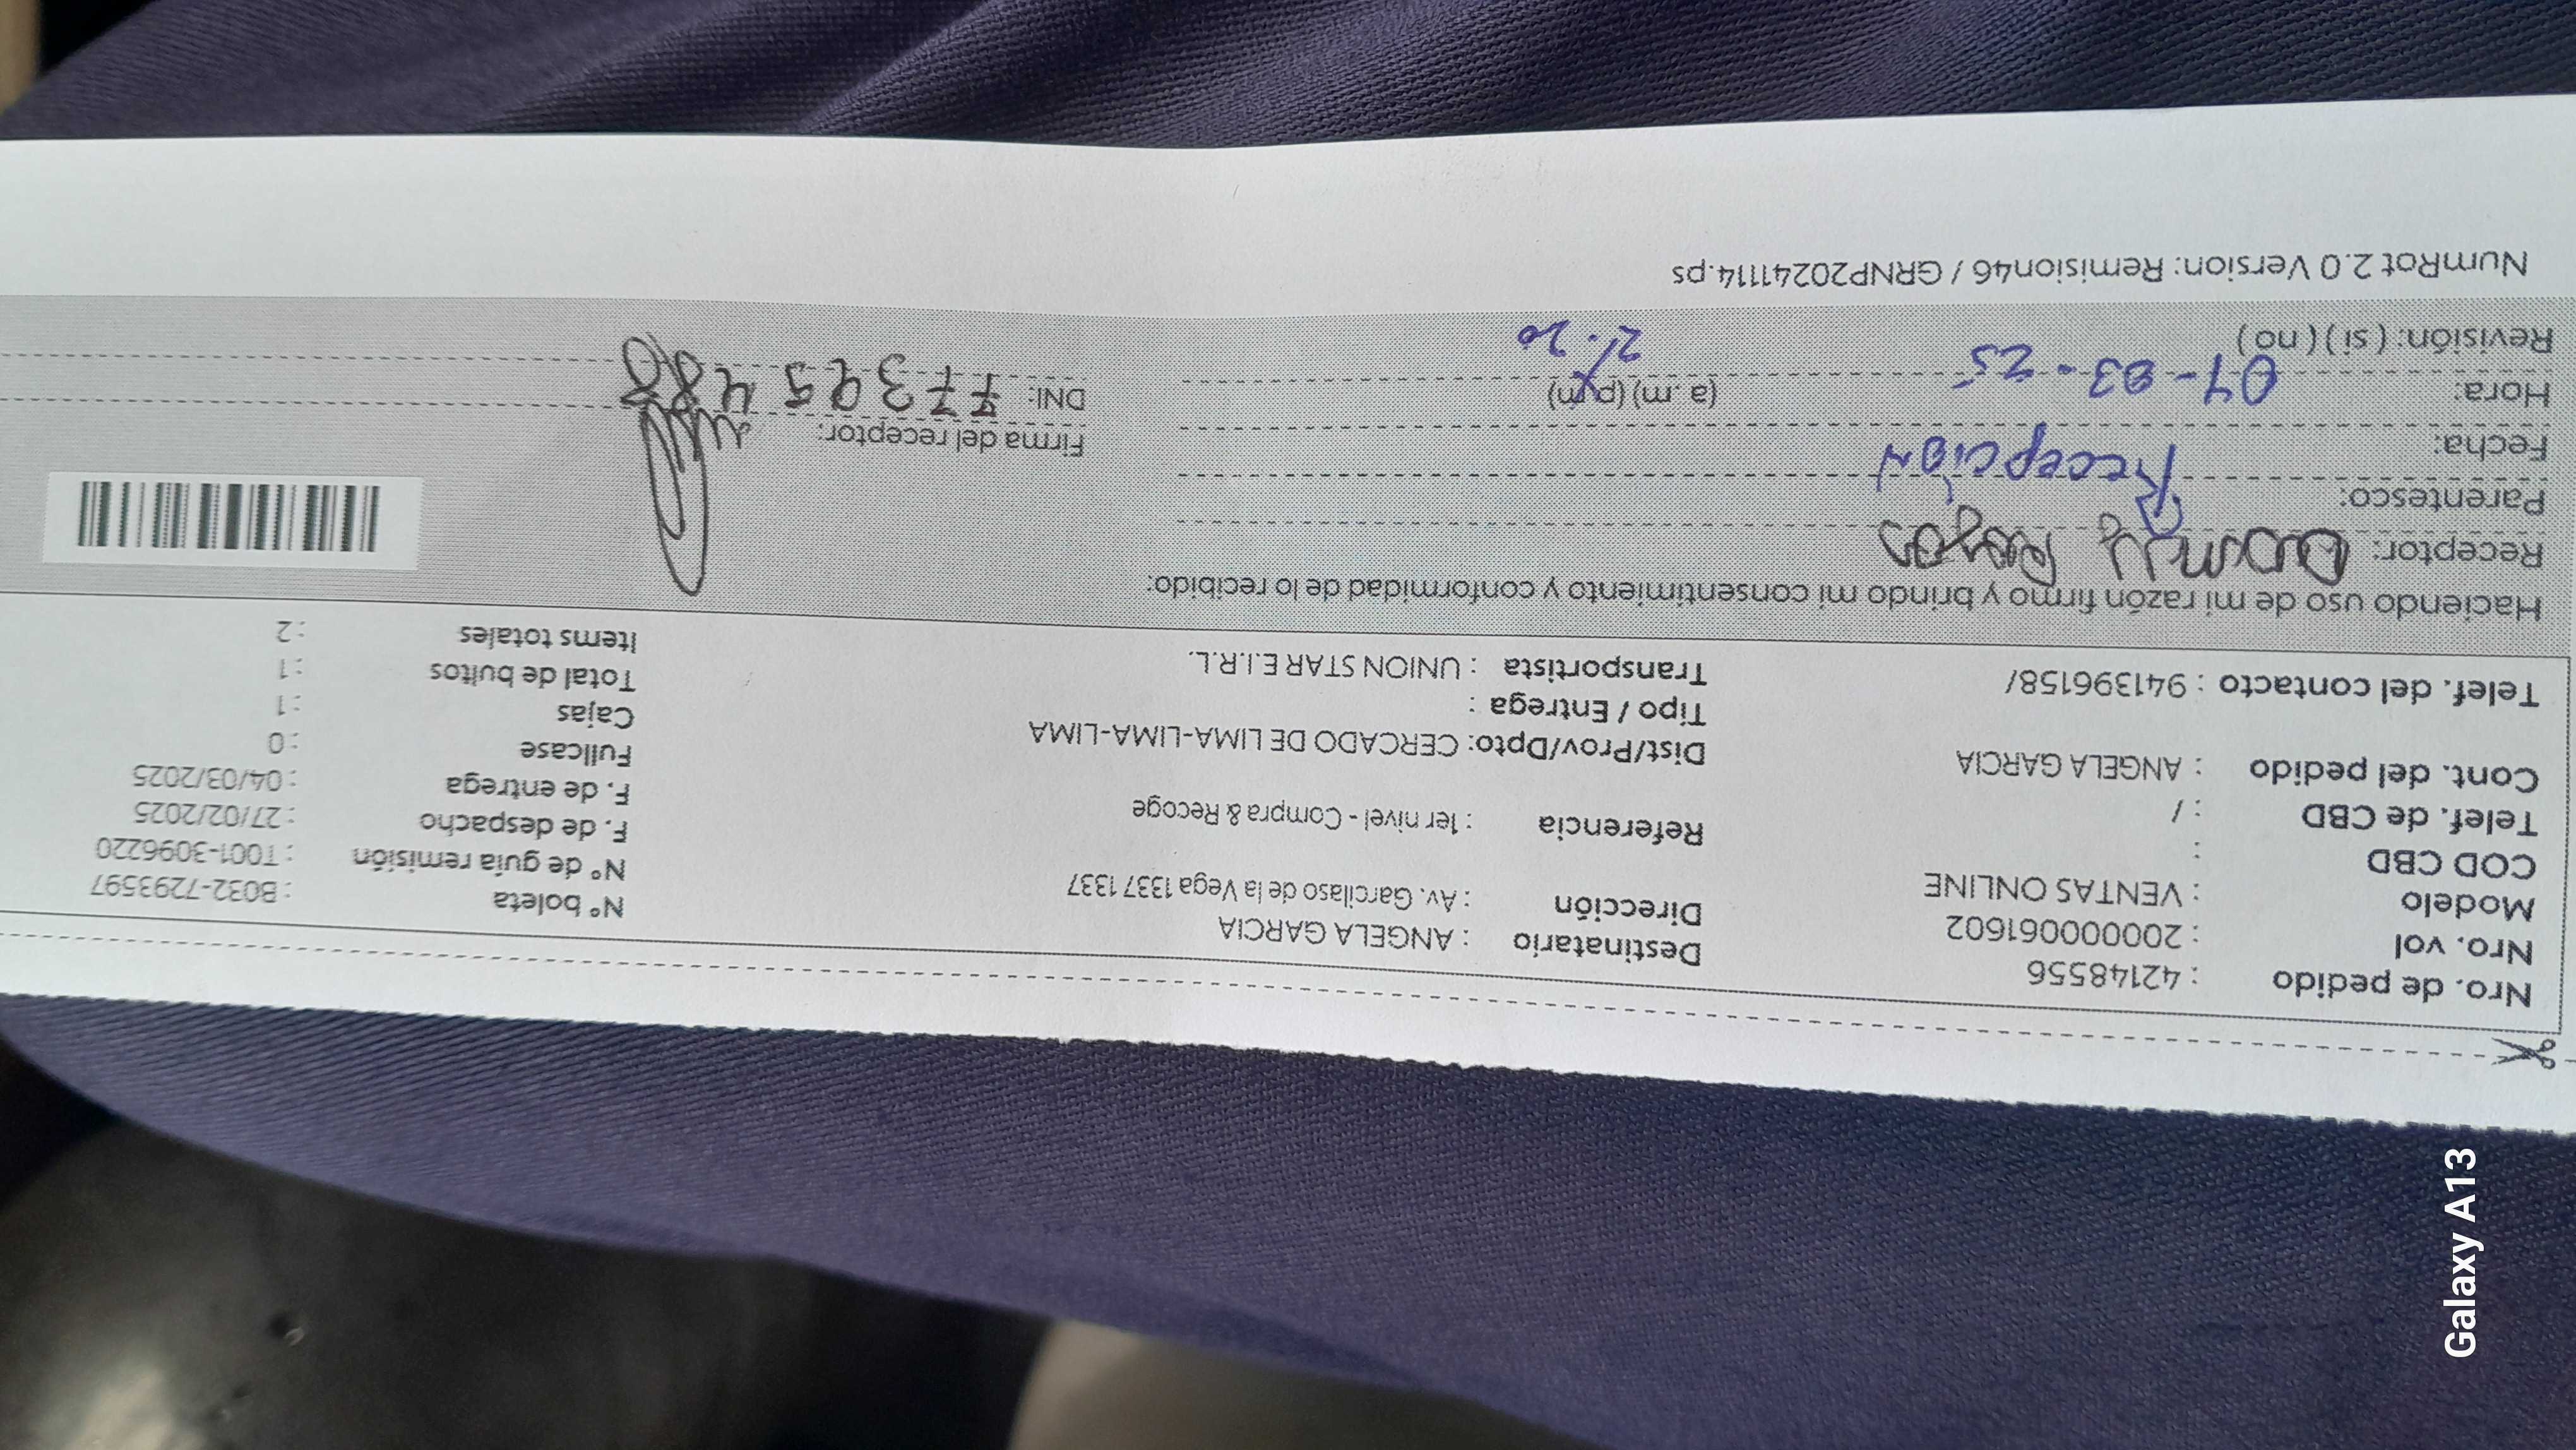 Nro. de pedido : 42148556
Nro. vol : 20000061602
Modelo : VENTAS ONLINE
COD CBD :
Telef. de CBD : /
Cont. del pedido : ANGELA GARCIA
Telef. del contacto : 941396158/
Destinatario : ANGELA GARCIA
Dirección : Av. Garcilaso de la Vega 1337 1337
Referencia : 1er nivel - Compra & Recoge
Dist/Prov/Dpto: CERCADO DE LIMA-LIMA-LIMA
Tipo / Entrega :
Transportista : UNION STAR E.I.R.L.
N° boleta : B032-7293597
N° de guía remisión : T001-3096220
F. de despacho : 27/02/2025
F. de entrega : 04/03/2025
Fullcase : 0
Cajas : 1
Total de bultos : 1
Items totales : 2
Haciendo uso de mi razón firmo y brindo mi consentimiento y conformidad de lo recibido:
Receptor:
Parentesco: Recepción
Fecha:
Hora: 04-03-25 (a.m) (p.m)
Revisión: ( si ) ( no ) 2:20
Firma del receptor:
DNI: 77395488
NumRot 2.0 Version: Remision46 / GRNP20241114.ps
Galaxy A13